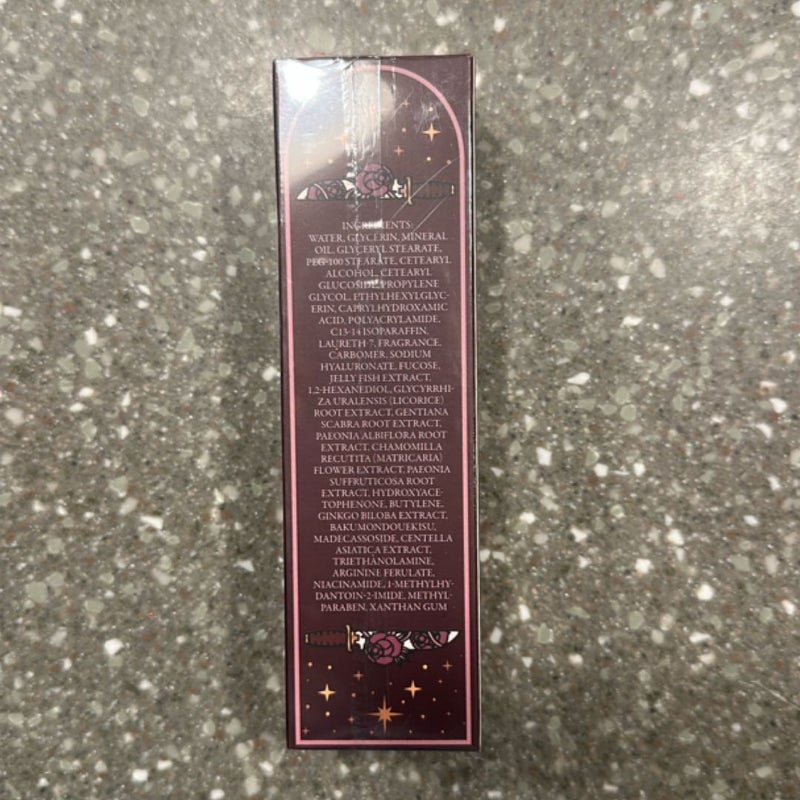 INGREDIENTS:
WATER, GLYCERIN, MINERAL
OIL, GLYCERYL STEARATE,
PEG-100 STEARATE, CETEARYL
ALCOHOL, CETEARYL
GLUCOSIDE, PROPYLENE
GLYCOL, ETHYLHEXYLGLYC-
ERIN, CAPRYLHYDROXAMIC
ACID, POLYACRYLAMIDE,
C13-14 ISOPARAFFIN,
LAURETH-7, FRAGRANCE,
CARBOMER, SODIUM
HYALURONATE, FUCOSE,
JELLY FISH EXTRACT,
1,2-HEXANEDIOL, GLYCYRRHI-
ZA URALENSIS (LICORICE)
ROOT EXTRACT, GENTIANA
SCABRA ROOT EXTRACT,
PAEONIA ALBIFLORA ROOT
EXTRACT, CHAMOMILLA
RECUTITA (MATRICARIA)
FLOWER EXTRACT, PAEONIA
SUFFRUTICOSA ROOT
EXTRACT, HYDROXYACE-
TOPHENONE, BUTYLENE,
GINKGO BILOBA EXTRACT,
BAKUMONDOUEKISU,
MADECASSOSIDE, CENTELLA
ASIATICA EXTRACT,
TRIETHANOLAMINE,
ARGININE FERULATE,
NIACINAMIDE, 1-METHYLHY-
DANTOIN-2-IMIDE, METHYL-
PARABEN, XANTHAN GUM